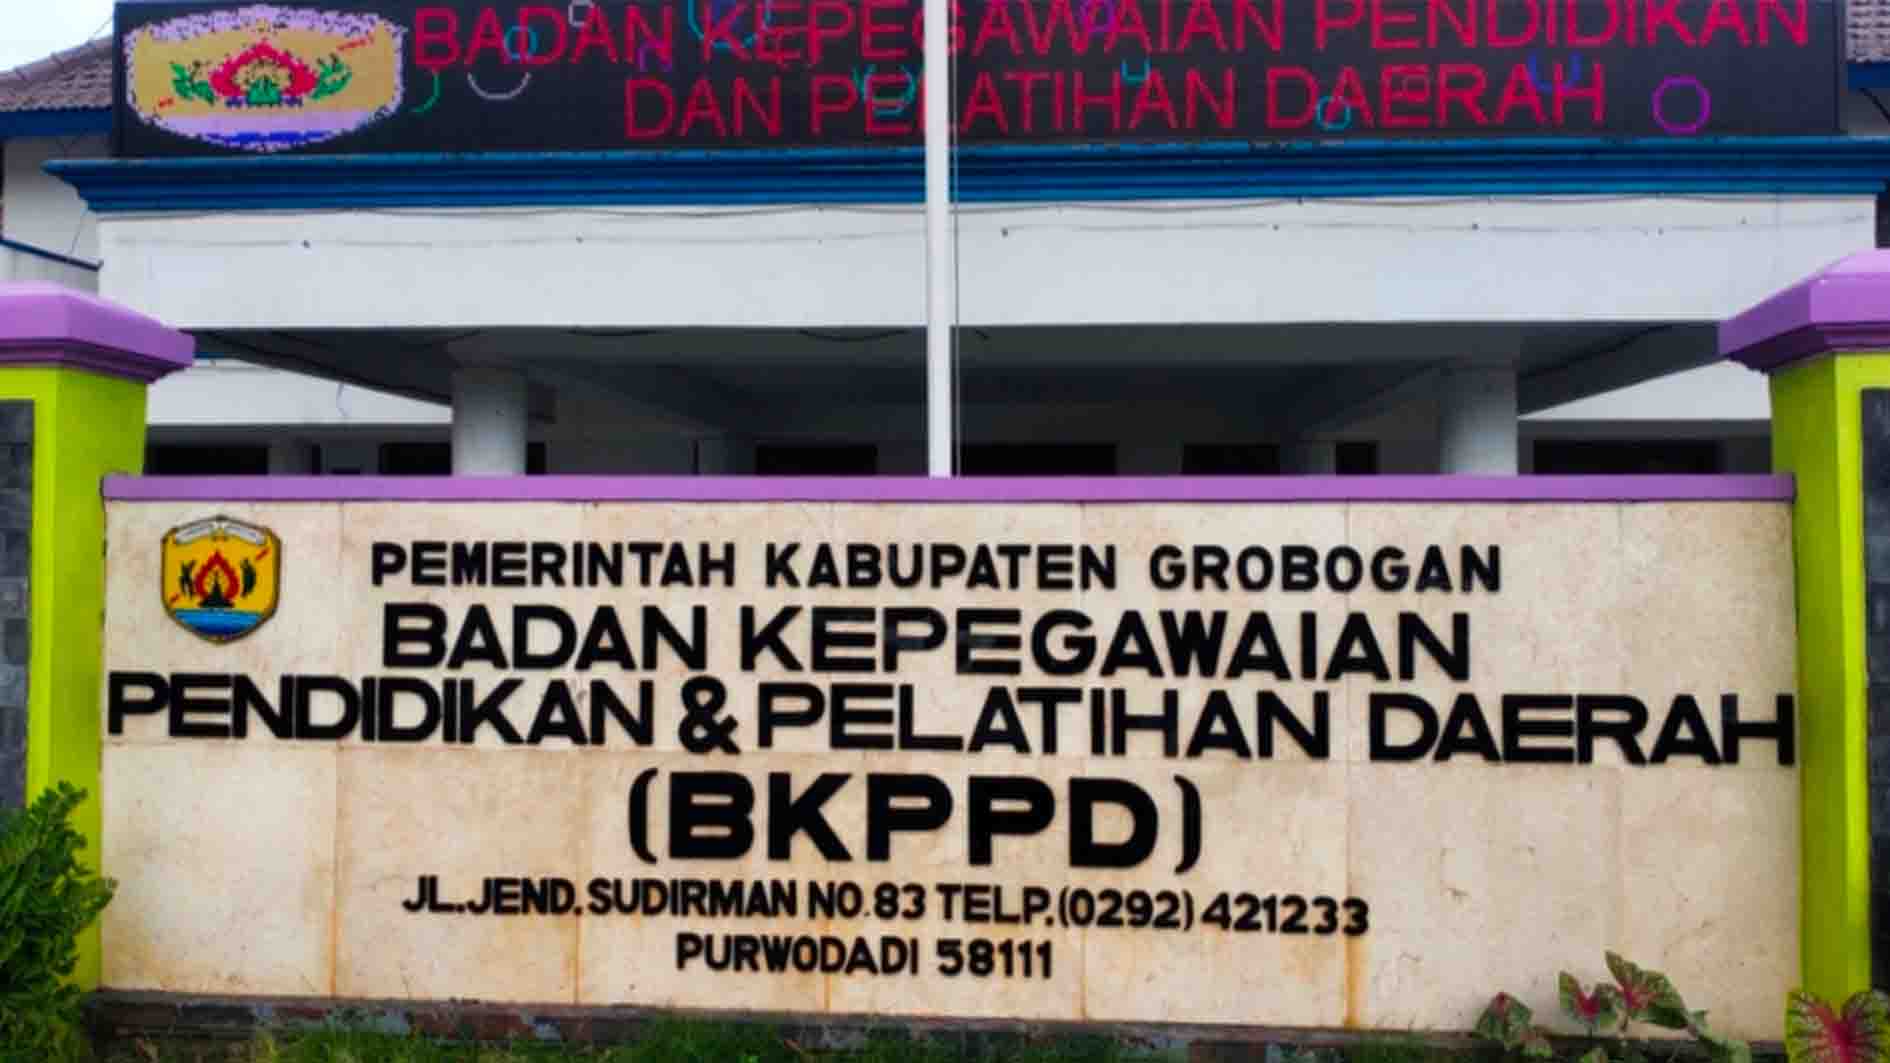 BADAN KEPEGAWAIAN PENDIDIKAN
DAN PELATIHAN DAERAH
PEMERINTAH KABUPATEN GROBOGAN
BADAN KEPEGAWAIAN
PENDIDIKAN & PELATIHAN DAERAH
(BKPPD)
JL.JEND.SUDIRMAN NO.83 TELP.(0292) 421233
PURWODADI 58111